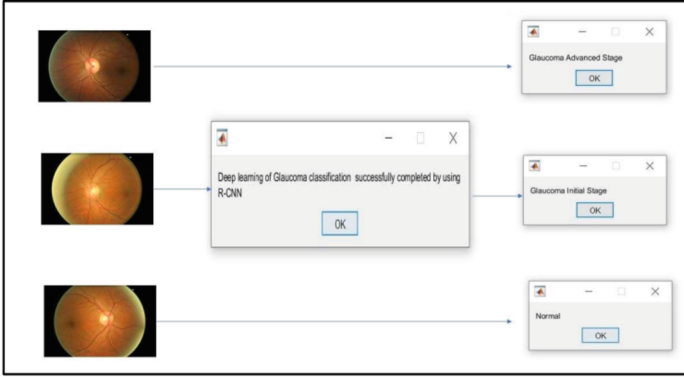 Glaucoma Advanced Stage
OK
Deep learning of Glaucoma classification successfully completed by using
R-CNN
OK
Glaucoma Initial Stage
OK
Normal
OK